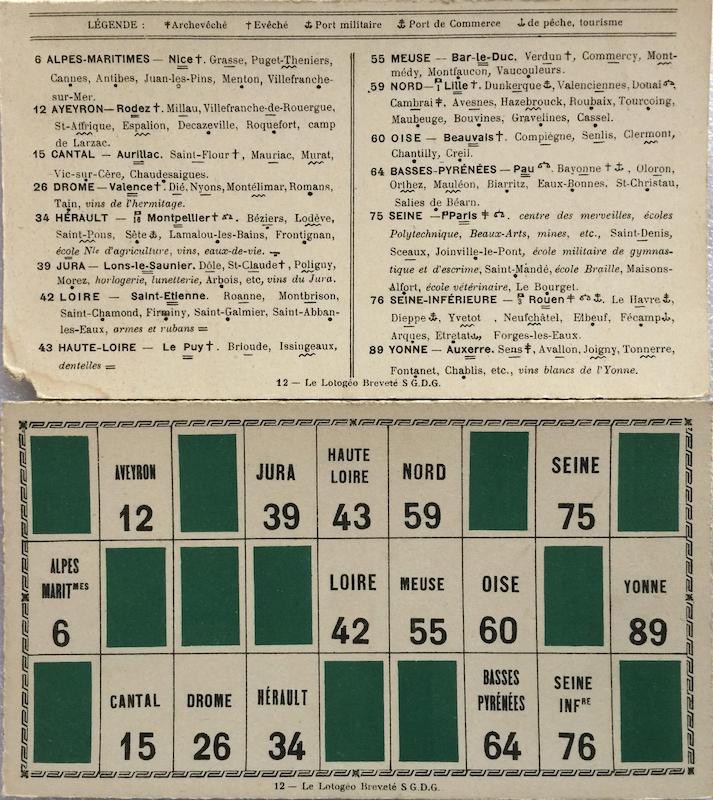 LÉGENDE : Archevêché Evêché Port militaire Port de Commerce de pêche, tourisme
6 ALPES-MARITIMES — Nice. Grasse, Puget-Theniers,
Cannes, Antibes, Juan-les-Pins, Menton, Villefranche-
sur-Mer.
12 AYEYRON — Rodez. Millau, Villefranche-de-Rouergue,
St-Affrique, Espalion, Decazeville, Roquefort, camp
de Larzac.
15 CANTAL — Aurillac. Saint-Flour, Mauriac, Murat,
Vic-sur-Cère, Chaudesaigues.
26 DROME — Valence. Dié, Nyons, Montélimar, Romans,
Tain, vins de l'hermitage.
34 HÉRAULT — Montpellier. Béziers, Lodève,
Saint-Pons, Sète, Lamalou-les-Bains, Frontignan,
école Nle d'agriculture, vins, eaux-de-vie.
39 JURA — Lons-le-Saunier. Dôle, St-Claude, Poligny,
Morez, horlogerie, lunetterie, Arbois, etc, vins du Jura.
42 LOIRE — Saint-Etienne. Roanne, Montbrison,
Saint-Chamond, Firminy, Saint-Galmier, Saint-Abban-
les-Eaux, armes et rubans
43 HAUTE-LOIRE — Le Puy. Brioude, Issingeaux,
dentelles
55 MEUSE — Bar-le-Duc. Verdun, Commercy, Mont-
médy, Montfaucon, Vaucouleurs.
59 NORD — Lille. Dunkerque, Valenciennes, Douai,
Cambrai. Avesnes, Hazebrouck, Roubaix, Tourcoing,
Maubeuge, Bouvines, Gravelines, Cassel.
60 OISE — Beauvais. Compiègne, Senlis, Clermont,
Chantilly, Creil.
64 BASSES-PYRÉNÉES — Pau. Bayonne, Oloron,
Orthez, Mauléon, Biarritz, Eaux-Bonnes, St-Christau,
Salies de Béarn.
75 SEINE — Paris. centre des merveilles, écoles
Polytechnique, Beaux-Arts, mines, etc., Saint-Denis,
Sceaux, Joinville-le-Pont, école militaire de gymnas-
tique et d'escrime, Saint-Mandé, école Braille, Maisons-
Alfort, école vétérinaire, Le Bourget.
76 SEINE-INFÉRIEURE — Rouen. Le Havre,
Dieppe, Yvetot, Neufchâtel, Elbeuf, Fécamp,
Arques, Etretat, Forges-les-Eaux.
89 YONNE — Auxerre. Sens, Avallon, Joigny, Tonnerre,
Fontanet, Chablis, etc., vins blancs de l'Yonne.
12 — Le Lotogéo Breveté S G.D.G.
AVEYRON 12 JURA 39 HAUTE LOIRE 43 NORD 59 SEINE 75
ALPES MARITMES 6 LOIRE 42 MEUSE 55 OISE 60 YONNE 89
CANTAL 15 DROME 26 HÉRAULT 34 BASSES PYRÉNÉES 64 SEINE INFRE 76
12 — Le Lotogéo Breveté S G.D.G.